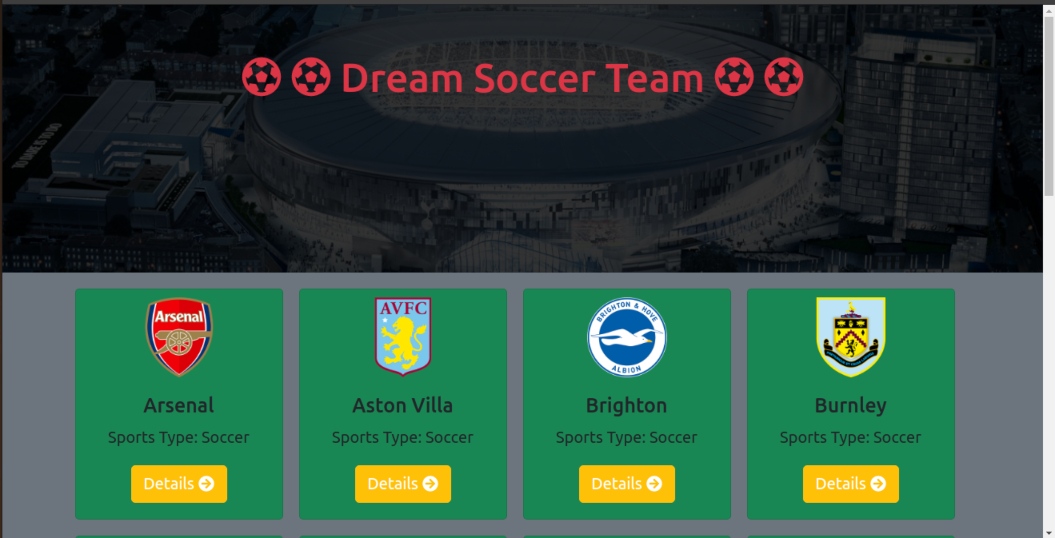 Dream Soccer Team
Arsenal
AVFC
BRIGHTON & HOVE
ALBION
Arsenal
Aston Villa
Brighton
Burnley
Sports Type: Soccer
Sports Type: Soccer
Sports Type: Soccer
Sports Type: Soccer
Details
Details
Details
Details